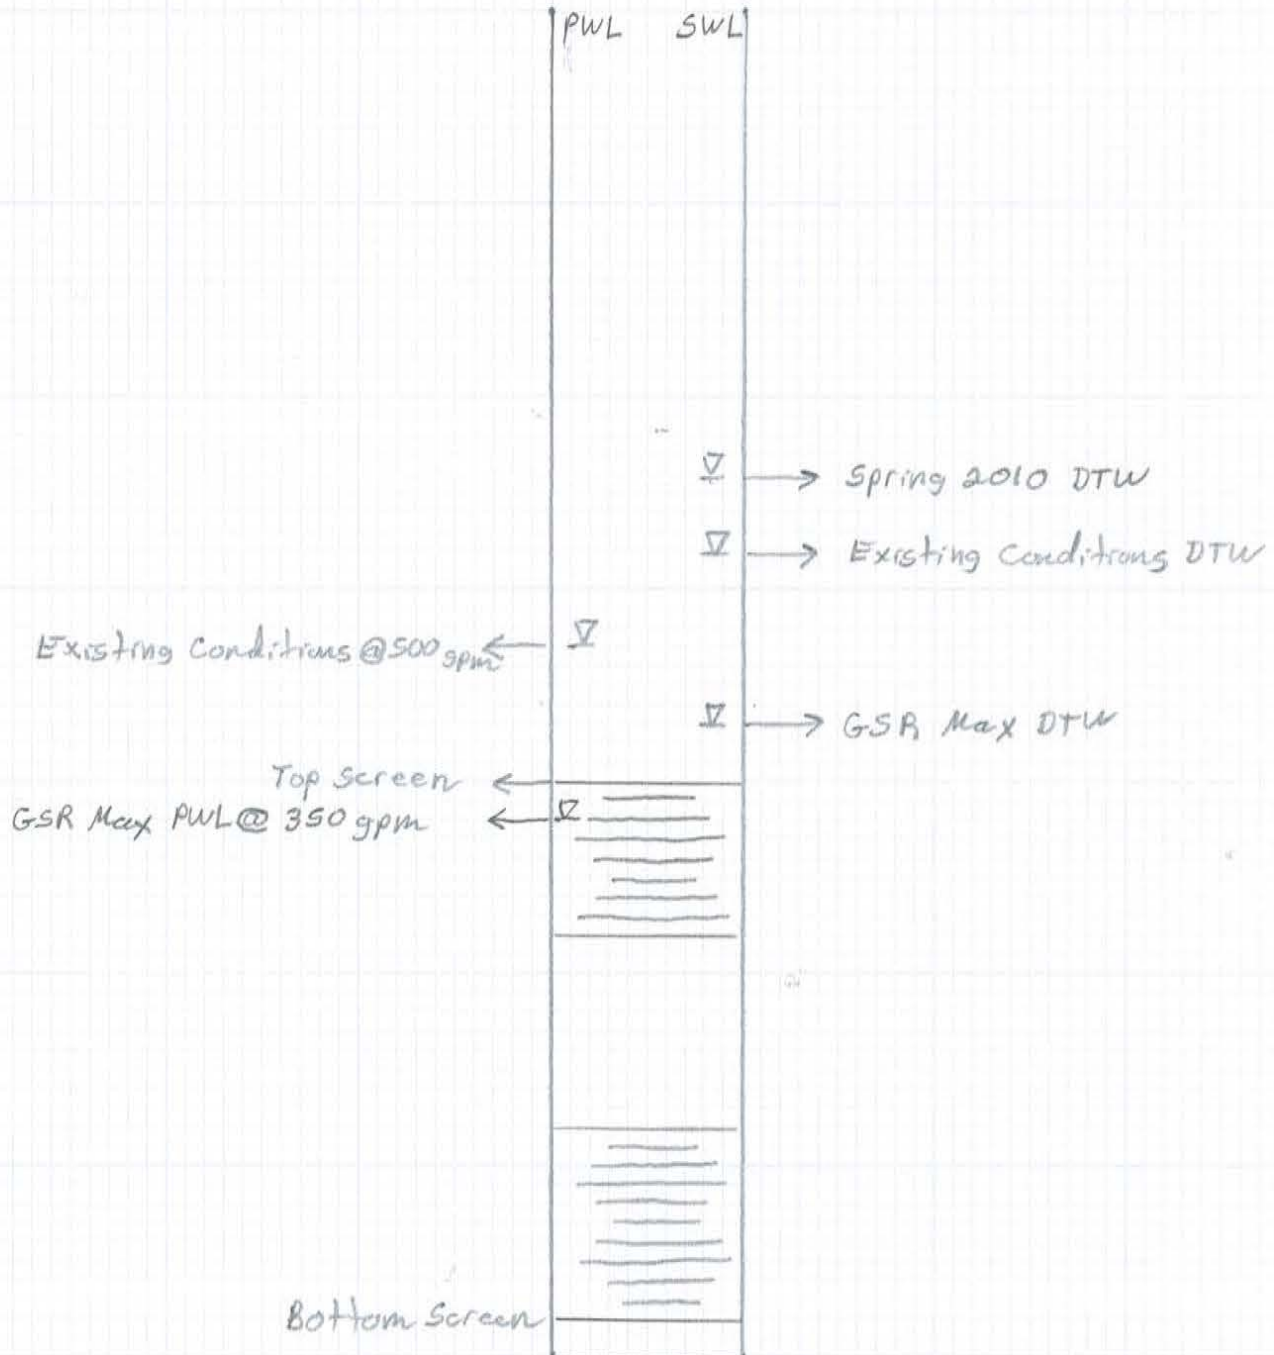 PWL SWL
Spring 2010 DTW
Existing Conditions DTW
Existing Conditions @ 500 gpm
GSR Max DTW
Top Screen
GSR Max PWL @ 350 gpm
Bottom Screen